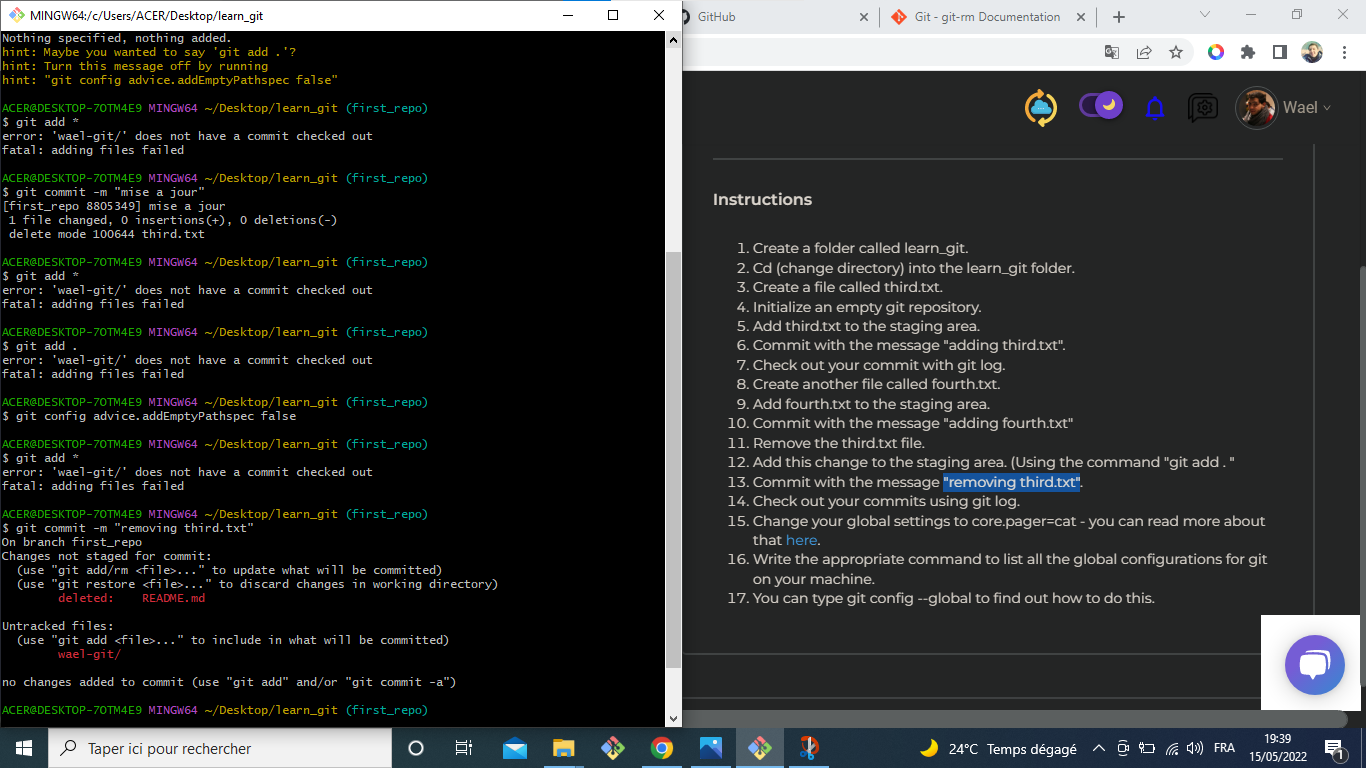 MINGW64:/c/Users/ACER/Desktop/learn_git
Nothing specified, nothing added.
hint: Maybe you wanted to say 'git add .'?
hint: Turn this message off by running
hint: "git config advice.addEmptyPathspec false"
ACER@DESKTOP-7OTM4E9 MINGW64 ~/Desktop/learn_git (first_repo)
$ git add *
error: 'wael-git/' does not have a commit checked out
fatal: adding files failed
ACER@DESKTOP-7OTM4E9 MINGW64 ~/Desktop/learn_git (first_repo)
$ git commit -m "mise a jour"
[first_repo 8805349] mise a jour
1 file changed, 0 insertions(+), 0 deletions(-)
delete mode 100644 third.txt
ACER@DESKTOP-7OTM4E9 MINGW64 ~/Desktop/learn_git (first_repo)
$ git add *
error: 'wael-git/' does not have a commit checked out
fatal: adding files failed
ACER@DESKTOP-7OTM4E9 MINGW64 ~/Desktop/learn_git (first_repo)
$ git add .
error: 'wael-git/' does not have a commit checked out
fatal: adding files failed
ACER@DESKTOP-7OTM4E9 MINGW64 ~/Desktop/learn_git (first_repo)
$ git config advice.addEmptyPathspec false
ACER@DESKTOP-7OTM4E9 MINGW64 ~/Desktop/learn_git (first_repo)
$ git add *
error: 'wael-git/' does not have a commit checked out
fatal: adding files failed
ACER@DESKTOP-7OTM4E9 MINGW64 ~/Desktop/learn_git (first_repo)
$ git commit -m "removing third.txt"
On branch first_repo
Changes not staged for commit:
(use "git add/rm <file>..." to update what will be committed)
(use "git restore <file>..." to discard changes in working directory)
deleted: README.md
Untracked files:
(use "git add <file>..." to include in what will be committed)
wael-git/
no changes added to commit (use "git add" and/or "git commit -a")
ACER@DESKTOP-7OTM4E9 MINGW64 ~/Desktop/learn_git (first_repo)
GitHub
Git - git-rm Documentation
Wael
Instructions
1. Create a folder called learn_git.
2. Cd (change directory) into the learn_git folder.
3. Create a file called third.txt.
4. Initialize an empty git repository.
5. Add third.txt to the staging area.
6. Commit with the message "adding third.txt".
7. Check out your commit with git log.
8. Create another file called fourth.txt.
9. Add fourth.txt to the staging area.
10. Commit with the message "adding fourth.txt"
11. Remove the third.txt file.
12. Add this change to the staging area. (Using the command "git add . "
13. Commit with the message "removing third.txt".
14. Check out your commits using git log.
15. Change your global settings to core.pager=cat - you can read more about
that here.
16. Write the appropriate command to list all the global configurations for git
on your machine.
17. You can type git config --global to find out how to do this.
Taper ici pour rechercher
24°C Temps dégagé
FRA
19:39
15/05/2022
1